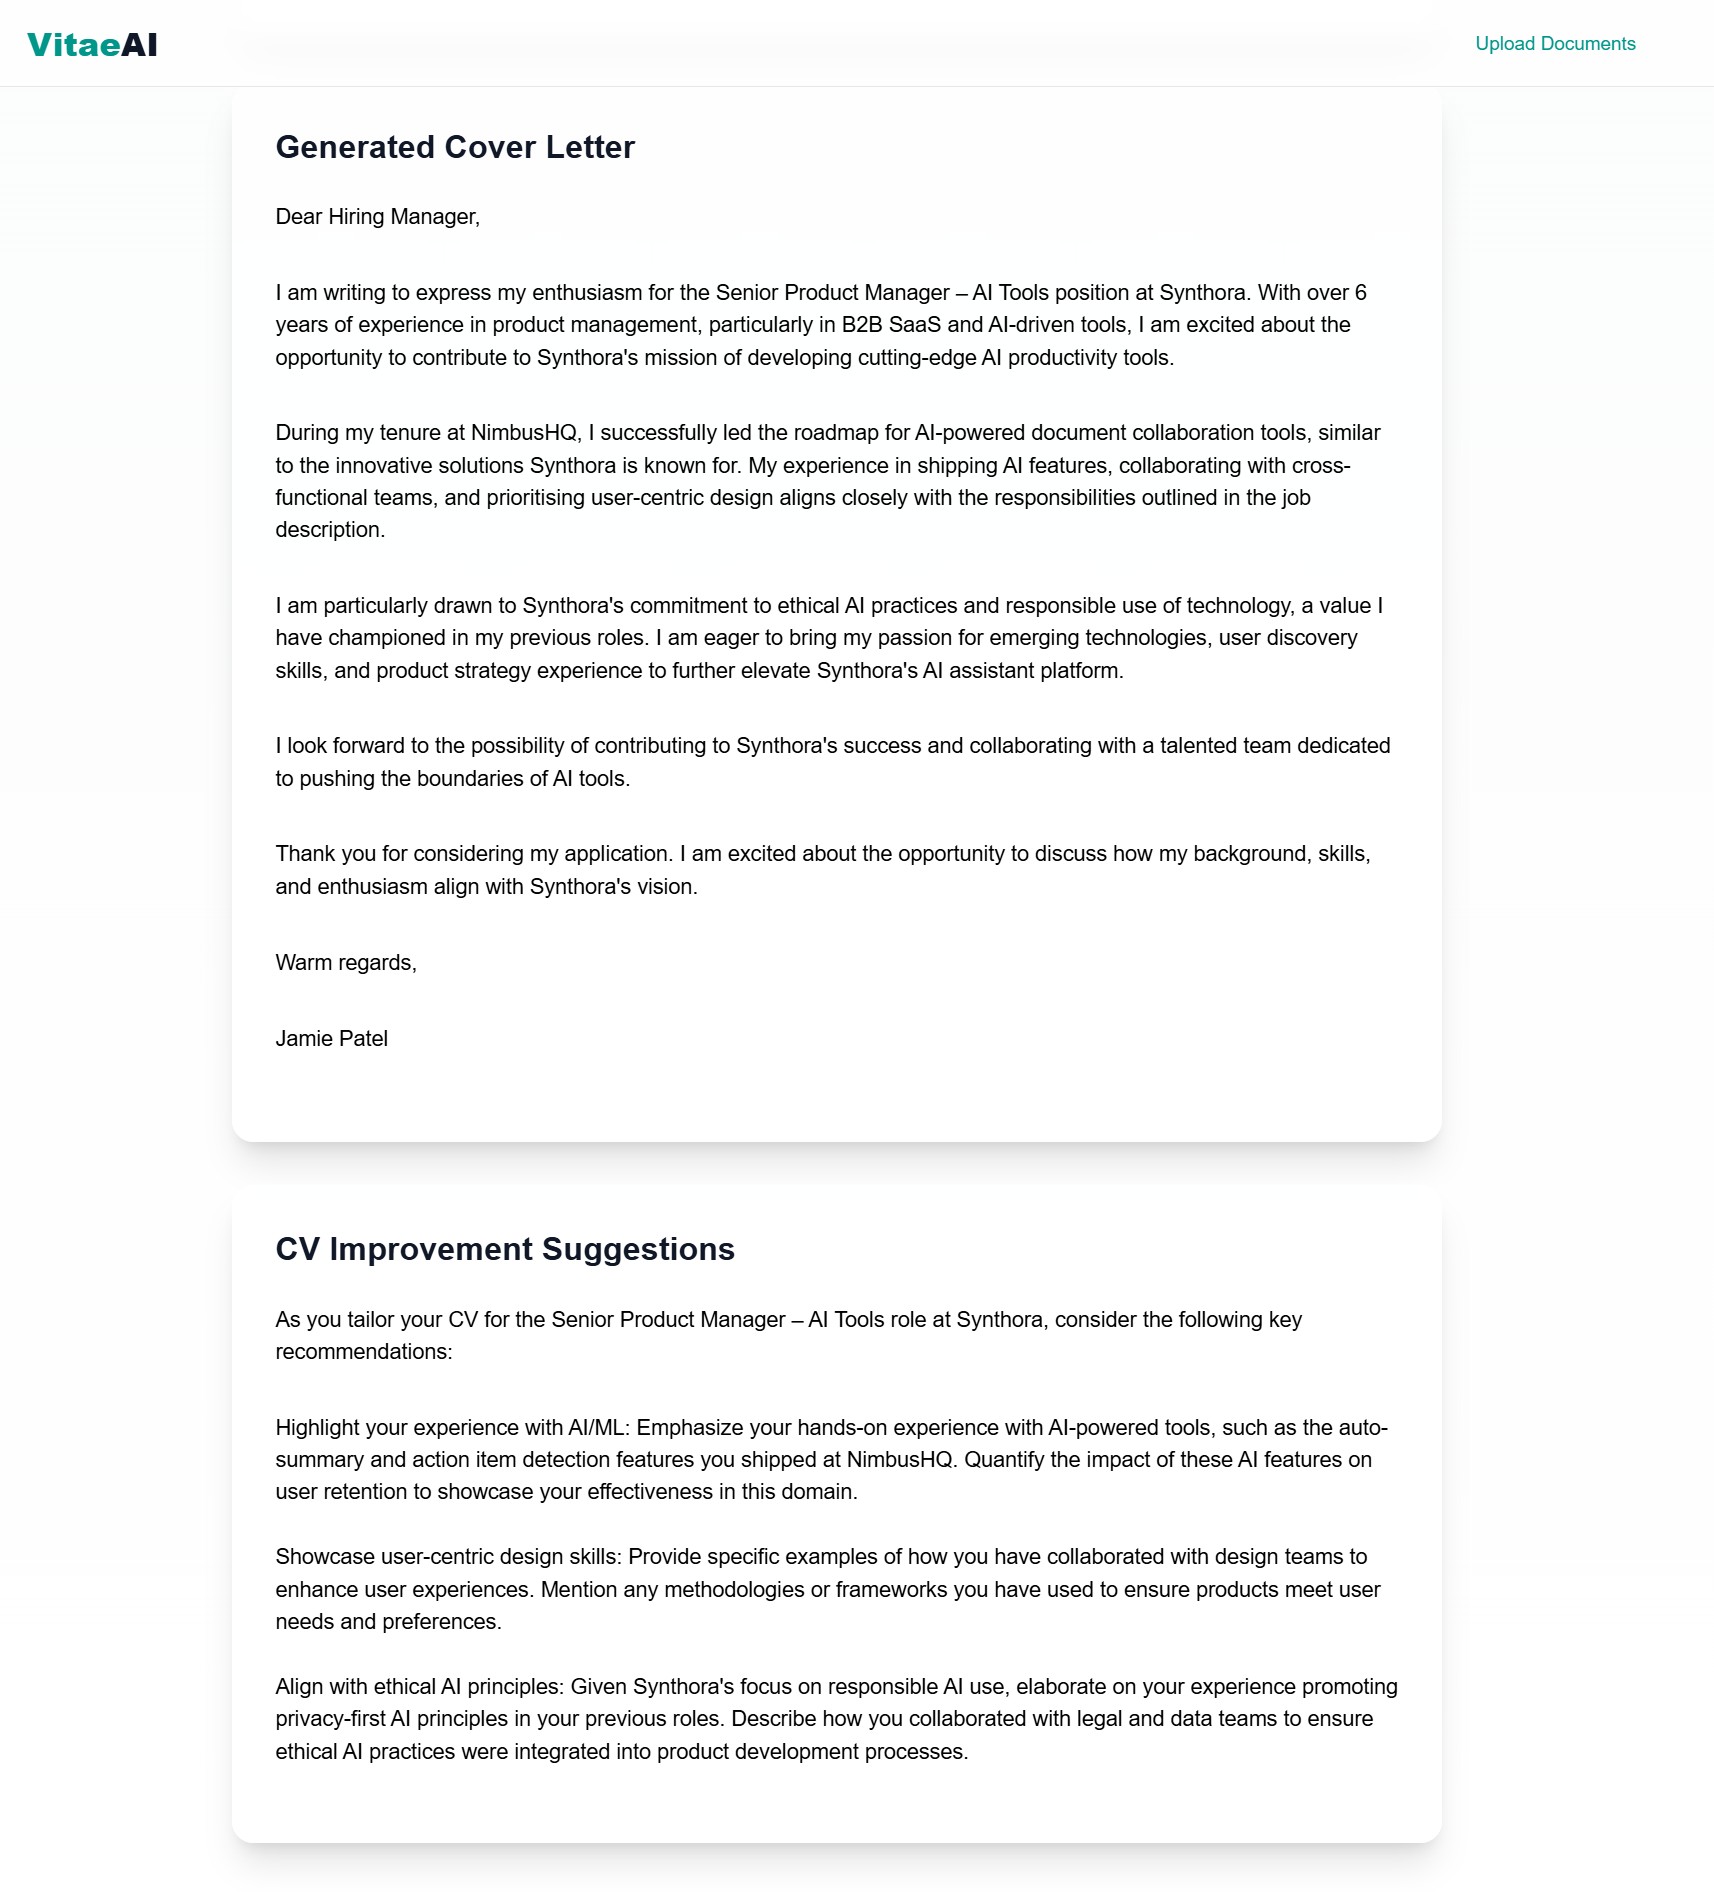 VitaeAI
Upload Documents
Generated Cover Letter
Dear Hiring Manager,
I am writing to express my enthusiasm for the Senior Product Manager – AI Tools position at Synthora. With over 6
years of experience in product management, particularly in B2B SaaS and AI-driven tools, I am excited about the
opportunity to contribute to Synthora's mission of developing cutting-edge AI productivity tools.
During my tenure at NimbusHQ, I successfully led the roadmap for AI-powered document collaboration tools, similar
to the innovative solutions Synthora is known for. My experience in shipping AI features, collaborating with cross-
functional teams, and prioritising user-centric design aligns closely with the responsibilities outlined in the job
description.
I am particularly drawn to Synthora's commitment to ethical AI practices and responsible use of technology, a value I
have championed in my previous roles. I am eager to bring my passion for emerging technologies, user discovery
skills, and product strategy experience to further elevate Synthora's AI assistant platform.
I look forward to the possibility of contributing to Synthora's success and collaborating with a talented team dedicated
to pushing the boundaries of AI tools.
Thank you for considering my application. I am excited about the opportunity to discuss how my background, skills,
and enthusiasm align with Synthora's vision.
Warm regards,
Jamie Patel
CV Improvement Suggestions
As you tailor your CV for the Senior Product Manager – AI Tools role at Synthora, consider the following key
recommendations:
Highlight your experience with AI/ML: Emphasize your hands-on experience with AI-powered tools, such as the auto-
summary and action item detection features you shipped at NimbusHQ. Quantify the impact of these AI features on
user retention to showcase your effectiveness in this domain.
Showcase user-centric design skills: Provide specific examples of how you have collaborated with design teams to
enhance user experiences. Mention any methodologies or frameworks you have used to ensure products meet user
needs and preferences.
Align with ethical AI principles: Given Synthora's focus on responsible AI use, elaborate on your experience promoting
privacy-first AI principles in your previous roles. Describe how you collaborated with legal and data teams to ensure
ethical AI practices were integrated into product development processes.